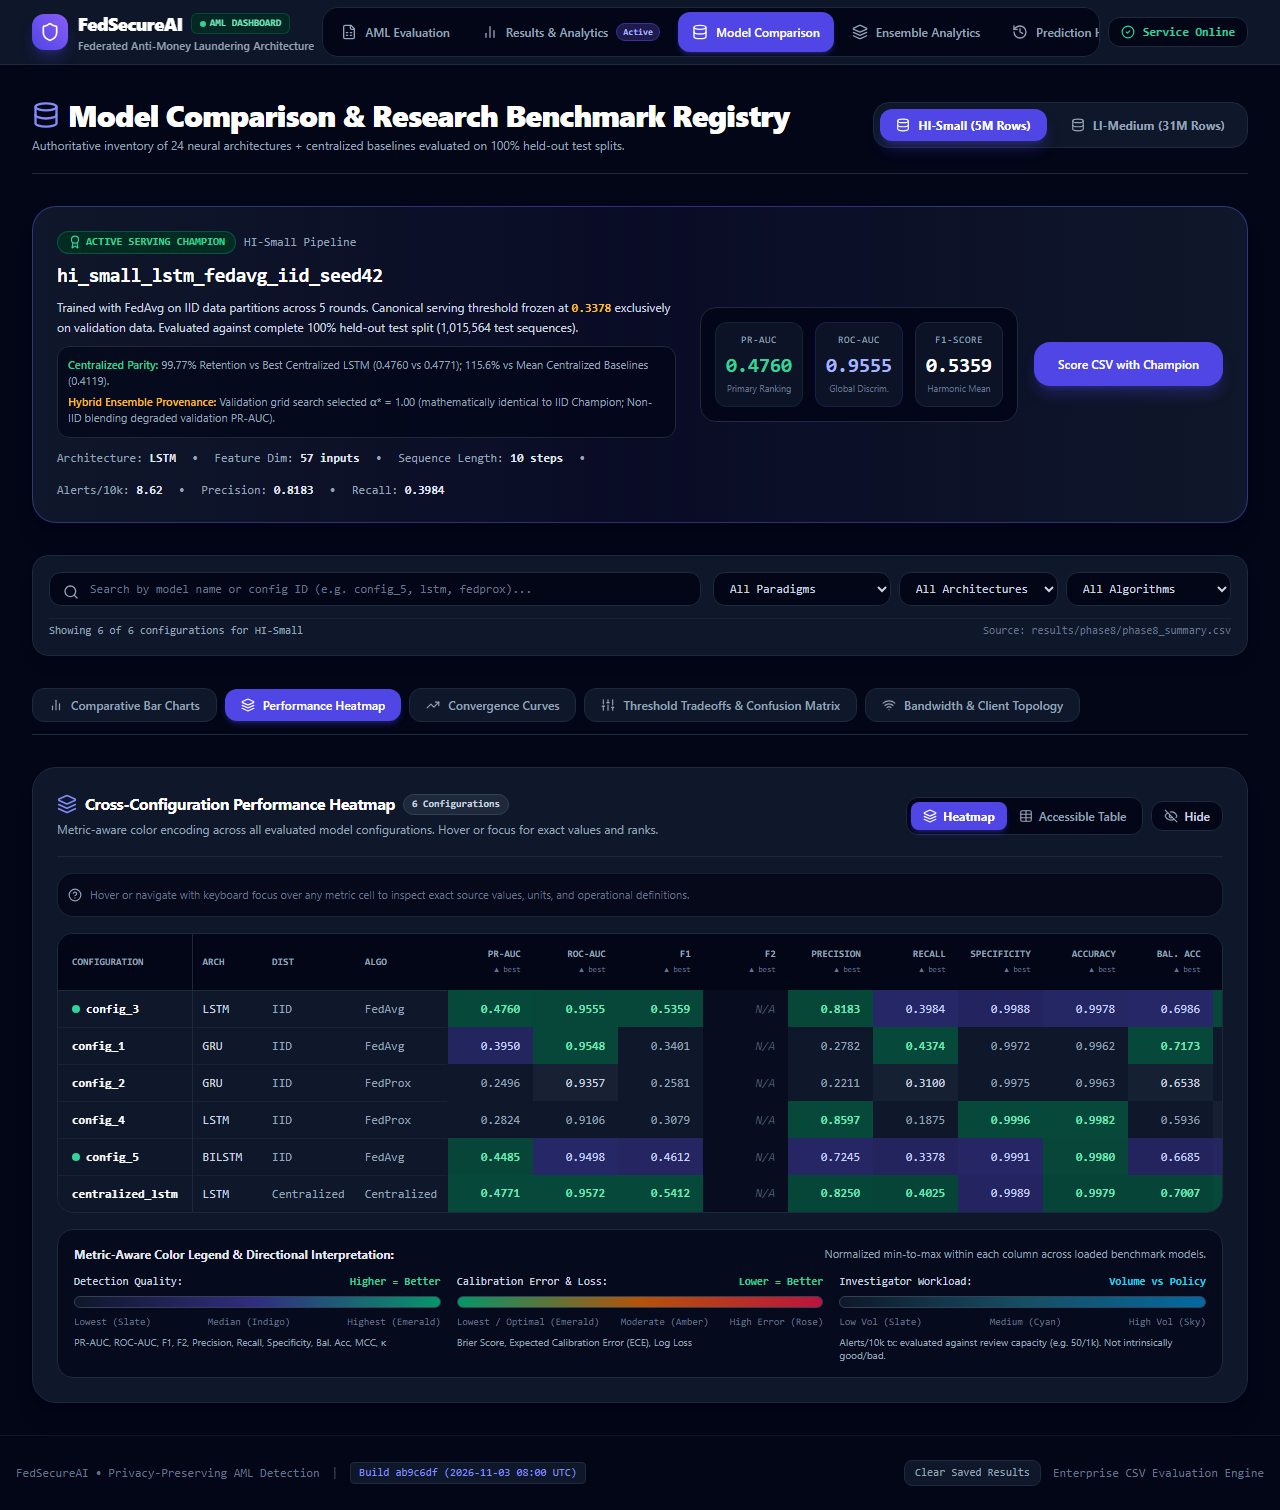 FedSecureAI
AML DASHBOARD
Federated Anti-Money Laundering Architecture
AML Evaluation
Results & Analytics Active
Model Comparison
Ensemble Analytics
Prediction H
Service Online
Model Comparison & Research Benchmark Registry
Authoritative inventory of 24 neural architectures + centralized baselines evaluated on 100% held-out test splits.
HI-Small (5M Rows)
LI-Medium (31M Rows)
ACTIVE SERVING CHAMPION HI-Small Pipeline
hi_small_lstm_fedavg_iid_seed42
Trained with FedAvg on IID data partitions across 5 rounds. Canonical serving threshold frozen at 0.3378 exclusively
on validation data. Evaluated against complete 100% held-out test split (1,015,564 test sequences).
Centralized Parity: 99.77% Retention vs Best Centralized LSTM (0.4760 vs 0.4771); 115.6% vs Mean Centralized Baselines
(0.4119).
Hybrid Ensemble Provenance: Validation grid search selected α* = 1.00 (mathematically identical to IID Champion; Non-
IID blending degraded validation PR-AUC).
Architecture: LSTM • Feature Dim: 57 inputs • Sequence Length: 10 steps •
Alerts/10k: 8.62 • Precision: 0.8183 • Recall: 0.3984
PR-AUC
0.4760
Primary Ranking
ROC-AUC
0.9555
Global Discrim.
F1-SCORE
0.5359
Harmonic Mean
Score CSV with Champion
Search by model name or config ID (e.g. config_5, lstm, fedprox)...
All Paradigms
All Architectures
All Algorithms
Showing 6 of 6 configurations for HI-Small
Source: results/phase8/phase8_summary.csv
Comparative Bar Charts
Performance Heatmap
Convergence Curves
Threshold Tradeoffs & Confusion Matrix
Bandwidth & Client Topology
Cross-Configuration Performance Heatmap 6 Configurations
Metric-aware color encoding across all evaluated model configurations. Hover or focus for exact values and ranks.
Heatmap
Accessible Table
Hide
Hover or navigate with keyboard focus over any metric cell to inspect exact source values, units, and operational definitions.
CONFIGURATION ARCH DIST ALGO PR-AUC ROC-AUC F1 F2 PRECISION RECALL SPECIFICITY ACCURACY BAL. ACC
▲ best ▲ best ▲ best ▲ best ▲ best ▲ best ▲ best ▲ best ▲ best
config_3 LSTM IID FedAvg 0.4760 0.9555 0.5359 N/A 0.8183 0.3984 0.9988 0.9978 0.6986
config_1 GRU IID FedAvg 0.3950 0.9548 0.3401 N/A 0.2782 0.4374 0.9972 0.9962 0.7173
config_2 GRU IID FedProx 0.2496 0.9357 0.2581 N/A 0.2211 0.3100 0.9975 0.9963 0.6538
config_4 LSTM IID FedProx 0.2824 0.9106 0.3079 N/A 0.8597 0.1875 0.9996 0.9982 0.5936
config_5 BILSTM IID FedAvg 0.4485 0.9498 0.4612 N/A 0.7245 0.3378 0.9991 0.9980 0.6685
centralized_lstm LSTM Centralized Centralized 0.4771 0.9572 0.5412 N/A 0.8250 0.4025 0.9989 0.9979 0.7007
Metric-Aware Color Legend & Directional Interpretation:
Normalized min-to-max within each column across loaded benchmark models.
Detection Quality: Higher = Better
Lowest (Slate) Median (Indigo) Highest (Emerald)
PR-AUC, ROC-AUC, F1, F2, Precision, Recall, Specificity, Bal. Acc, MCC, κ
Calibration Error & Loss: Lower = Better
Lowest / Optimal (Emerald) Moderate (Amber) High Error (Rose)
Brier Score, Expected Calibration Error (ECE), Log Loss
Investigator Workload: Volume vs Policy
Low Vol (Slate) Medium (Cyan) High Vol (Sky)
Alerts/10k tx: evaluated against review capacity (e.g. 50/1k). Not intrinsically
good/bad.
FedSecureAI • Privacy-Preserving AML Detection | Build ab9c6df (2026-11-03 08:00 UTC)
Clear Saved Results
Enterprise CSV Evaluation Engine